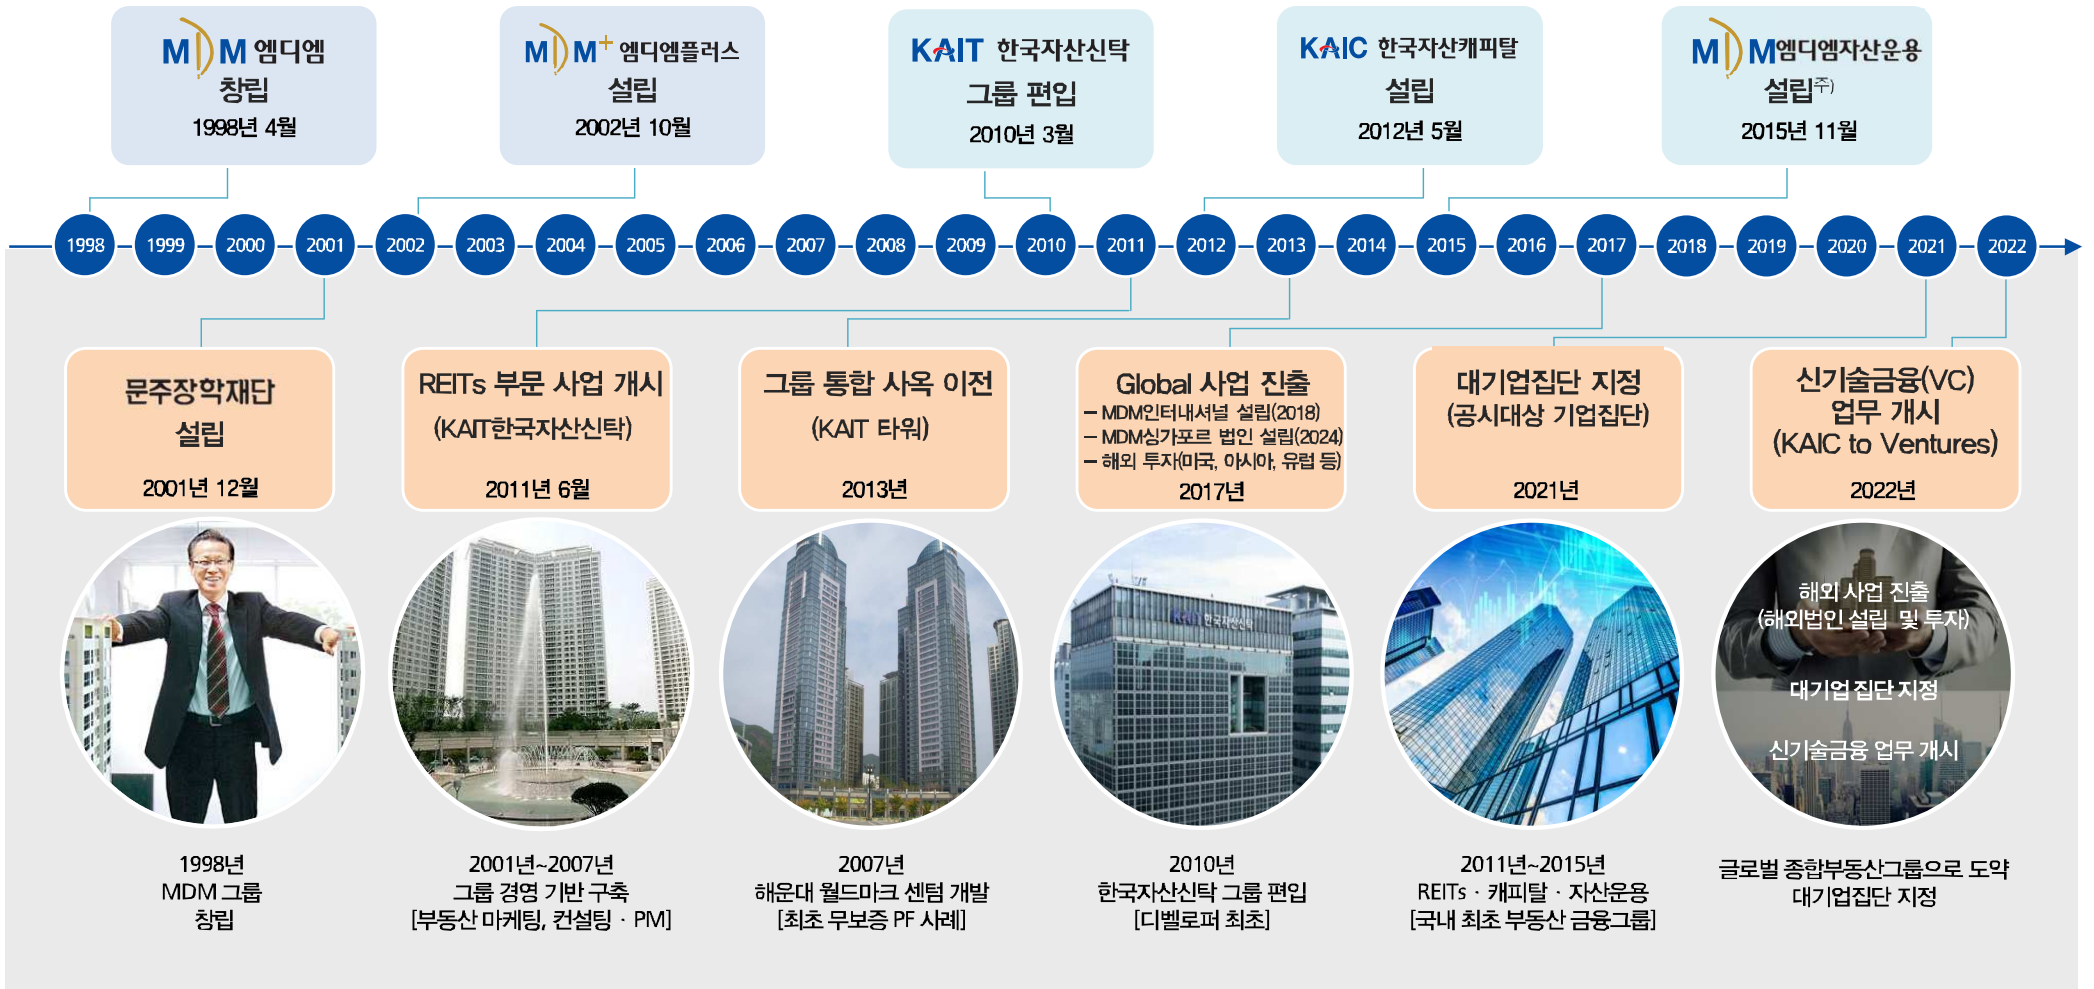 MDM 엠디엠
창립
1998년 4월
MDM+ 엠디엠플러스
설립
2002년 10월
KAIT 한국자산신탁
그룹 편입
2010년 3월
KAIC 한국자산캐피탈
설립
2012년 5월
MDM엠디엠자산운용
설립주)
2015년 11월
1998 1999 2000 2001 2002 2003 2004 2005 2006 2007 2008 2009 2010 2011 2012 2013 2014 2015 2016 2017 2018 2019 2020 2021 2022
문주장학재단
설립
2001년 12월
REITs 부문 사업 개시
(KAIT한국자산신탁)
2011년 6월
그룹 통합 사옥 이전
(KAIT 타워)
2013년
Global 사업 진출
– MDM인터내셔널 설립(2018)
– MDM싱가포르 법인 설립(2024)
– 해외 투자(미국, 아시아, 유럽 등)
2017년
대기업집단 지정
(공시대상 기업집단)
2021년
신기술금융(VC)
업무 개시
(KAIC to Ventures)
2022년
KAIT 한국자산신탁
해외 사업 진출
(해외법인 설립 및 투자)
대기업 집단 지정
신기술금융 업무 개시
1998년
MDM 그룹
창립
2001년~2007년
그룹 경영 기반 구축
[부동산 마케팅, 컨설팅 · PM]
2007년
해운대 월드마크 센텀 개발
[최초 무보증 PF 사례]
2010년
한국자산신탁 그룹 편입
[디벨로퍼 최초]
2011년~2015년
REITs · 캐피탈 · 자산운용
[국내 최초 부동산 금융그룹]
글로벌 종합부동산그룹으로 도약
대기업집단 지정